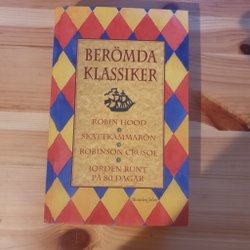 BERÖMDA
KLASSIKER
ROBIN HOOD
SKATTKAMMARÖN
ROBINSON CRUSOE
JORDEN RUNT
PÅ 80 DAGAR